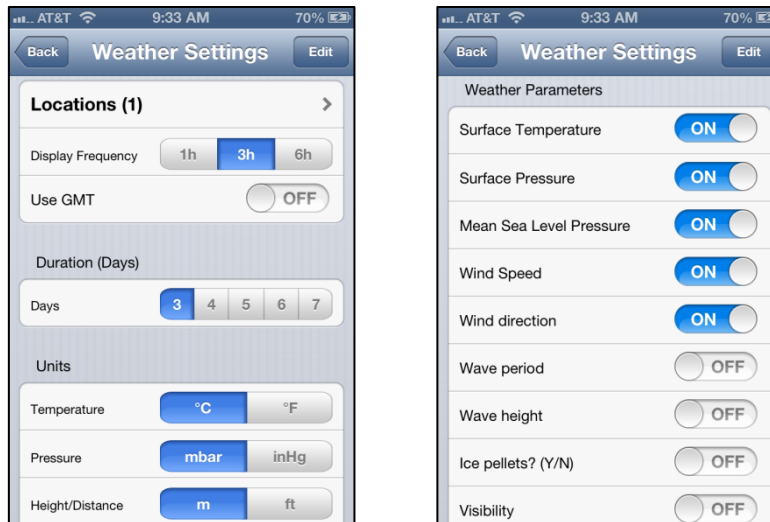 AT&T 9:33 AM 70%
Back Weather Settings Edit
Locations (1) >
Display Frequency 1h 3h 6h
Use GMT OFF
Duration (Days)
Days 3 4 5 6 7
Units
Temperature °C °F
Pressure mbar inHg
Height/Distance m ft
AT&T 9:33 AM 70%
Back Weather Settings Edit
Weather Parameters
Surface Temperature ON
Surface Pressure ON
Mean Sea Level Pressure ON
Wind Speed ON
Wind direction ON
Wave period OFF
Wave height OFF
Ice pellets? (Y/N) OFF
Visibility OFF